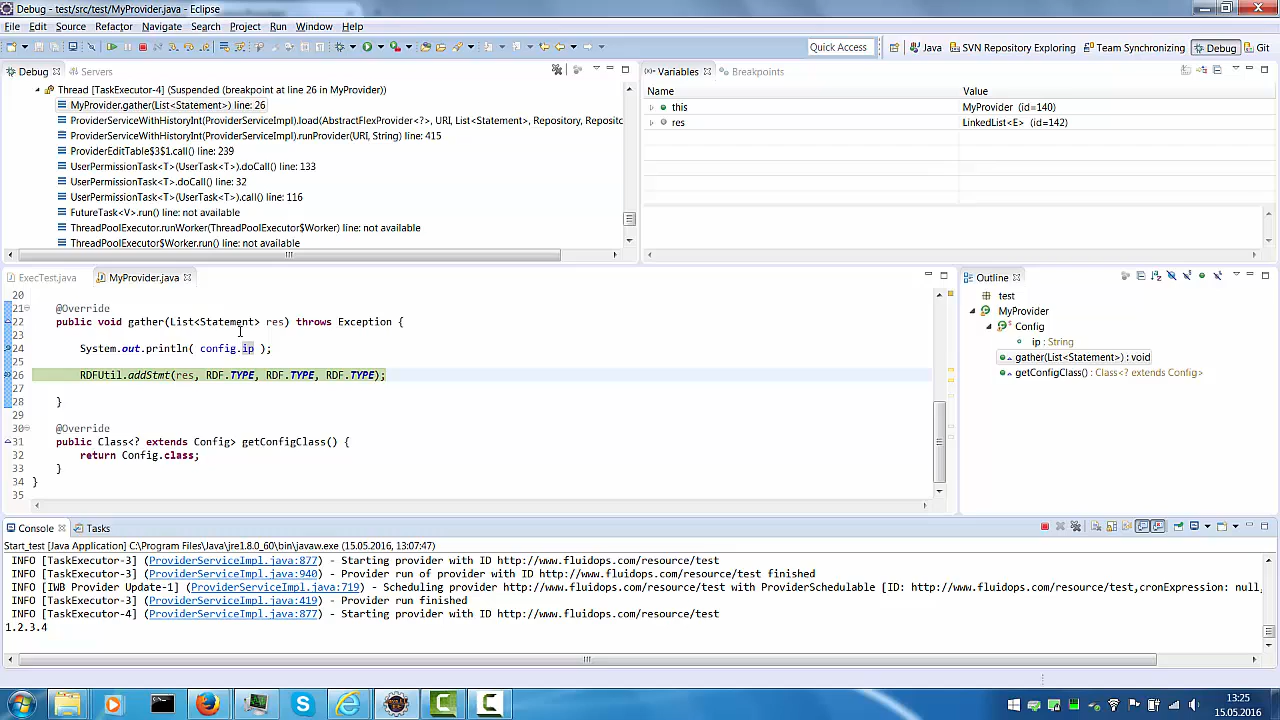 Debug - test/src/test/MyProvider.java - Eclipse
File Edit Source Refactor Navigate Search Project Run Window Help
Quick Access Java SVN Repository Exploring Team Synchronizing Debug Git
Debug Servers
Thread [TaskExecutor-4] (Suspended (breakpoint at line 26 in MyProvider))
MyProvider.gather(List<Statement>) line: 26
ProviderServiceWithHistoryInt(ProviderServiceImpl).load(AbstractFlexProvider<?>, URI, List<Statement>, Repository, Reposito
ProviderServiceWithHistoryInt(ProviderServiceImpl).runProvider(URI, String) line: 415
ProviderEditTable$3$1.call() line: 239
UserPermissionTask<T>(UserTask<T>).doCall() line: 133
UserPermissionTask<T>.doCall() line: 32
UserPermissionTask<T>(UserTask<T>).call() line: 116
FutureTask<V>.run() line: not available
ThreadPoolExecutor.runWorker(ThreadPoolExecutor$Worker) line: not available
ThreadPoolExecutor$Worker.run() line: not available
Variables Breakpoints
Name Value
this MyProvider (id=140)
res LinkedList<E> (id=142)
ExecTest.java MyProvider.java
20
21 @Override
22 public void gather(List<Statement> res) throws Exception {
23
24 System.out.println( config.ip );
25
26 RDFUtil.addStmt(res, RDF.TYPE, RDF.TYPE, RDF.TYPE);
27
28 }
29
30 @Override
31 public Class<? extends Config> getConfigClass() {
32 return Config.class;
33 }
34 }
35
Outline
test
MyProvider
Config
ip : String
gather(List<Statement>) : void
getConfigClass() : Class<? extends Config>
Console Tasks
Start_test [Java Application] C:\Program Files\Java\jre1.8.0_60\bin\javaw.exe (15.05.2016, 13:07:47)
INFO [TaskExecutor-3] (ProviderServiceImpl.java:877) - Starting provider with ID http://www.fluidops.com/resource/test
INFO [TaskExecutor-3] (ProviderServiceImpl.java:940) - Provider run of provider with ID http://www.fluidops.com/resource/test finished
INFO [IWB Provider Update-1] (ProviderServiceImpl.java:719) - Scheduling provider http://www.fluidops.com/resource/test with ProviderSchedulable [ID=http://www.fluidops.com/resource/test,cronExpression: null,
INFO [TaskExecutor-3] (ProviderServiceImpl.java:419) - Provider run finished
INFO [TaskExecutor-4] (ProviderServiceImpl.java:877) - Starting provider with ID http://www.fluidops.com/resource/test
1.2.3.4
13:25
15.05.2016